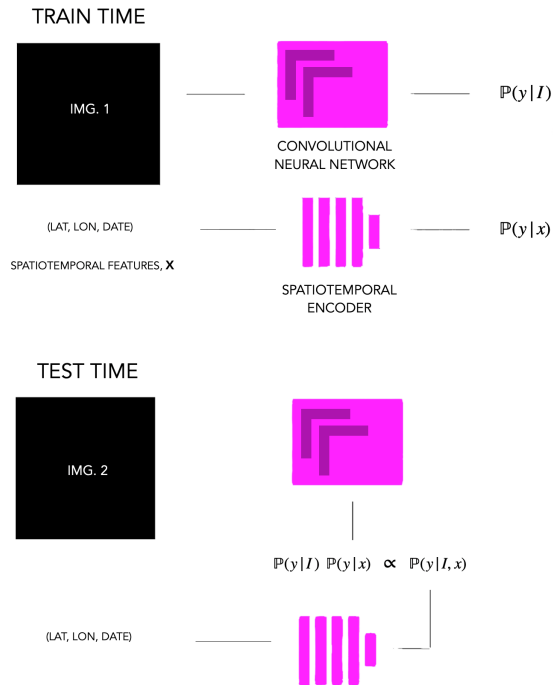 TRAIN TIME
IMG. 1
ℙ(y|I)
CONVOLUTIONAL
NEURAL NETWORK
(LAT, LON, DATE)
ℙ(y|x)
SPATIOTEMPORAL FEATURES, X
SPATIOTEMPORAL
ENCODER
TEST TIME
IMG. 2
ℙ(y|I) ℙ(y|x) ∝ ℙ(y|I, x)
(LAT, LON, DATE)